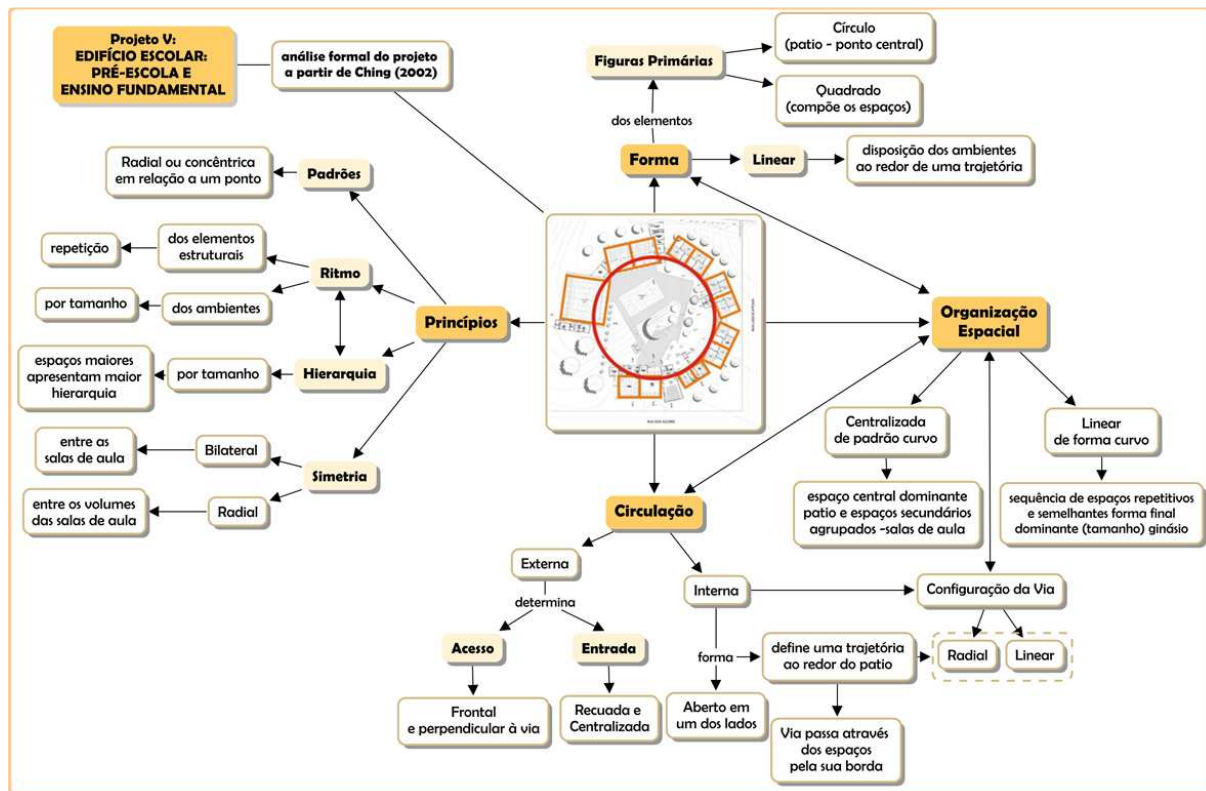 Projeto V:
EDIFÍCIO ESCOLAR:
PRÉ-ESCOLA E
ENSINO FUNDAMENTAL
análise formal do projeto
a partir de Ching (2002)
Figuras Primárias
Círculo
(patio - ponto central)
Quadrado
(compõe os espaços)
dos elementos
Forma
Linear
disposição dos ambientes
ao redor de uma trajetória
Radial ou concêntrica
em relação a um ponto
Padrões
repetição
dos elementos
estruturais
Ritmo
por tamanho
dos ambientes
Princípios
espaços maiores
apresentam maior
hierarquia
por tamanho
Hierarquia
entre as
salas de aula
Bilateral
Simetria
entre os volumes
das salas de aula
Radial
Organização
Espacial
Centralizada
de padrão curvo
Linear
de forma curvo
espaço central dominante
patio e espaços secundários
agrupados -salas de aula
sequência de espaços repetitivos
e semelhantes forma final
dominante (tamanho) ginásio
Circulação
Externa
determina
Acesso
Entrada
Frontal
e perpendicular à via
Recuada e
Centralizada
Interna
Configuração da Via
forma
define uma trajetória
ao redor do patio
Radial
Linear
Aberto em
um dos lados
Via passa através
dos espaços
pela sua borda